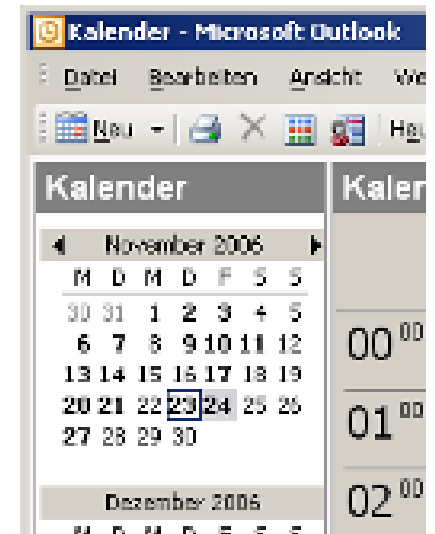 Kalender - Microsoft Outlook
Datei Bearbeiten Ansicht
Neu
Kalender
November 2006
M D M D F S S
30 31 1 2 3 4 5
6 7 8 9 10 11 12
13 14 15 16 17 18 19
20 21 22 23 24 25 26
27 28 29 30
Dezember 2006
M D M D F S S
Kaler
00 00
01 00
02 00